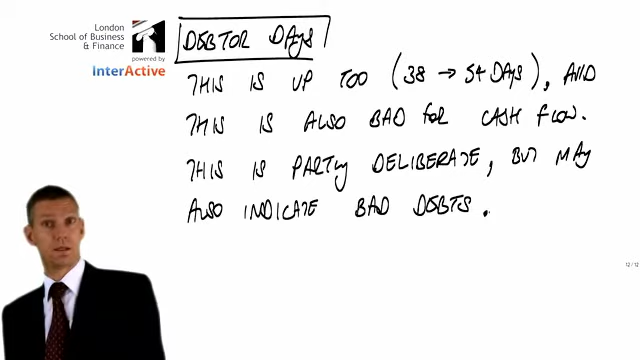 London
School of Business
& Finance
powered by
InterActive
DEBTOR DAYS
THIS IS UP TOO (38 → 54 DAYS), AND
THIS IS ALSO BAD FOR CASH FLOW.
THIS IS PARTLY DELIBERATE, BUT MAY
ALSO INDICATE BAD DEBTS.
12 / 12